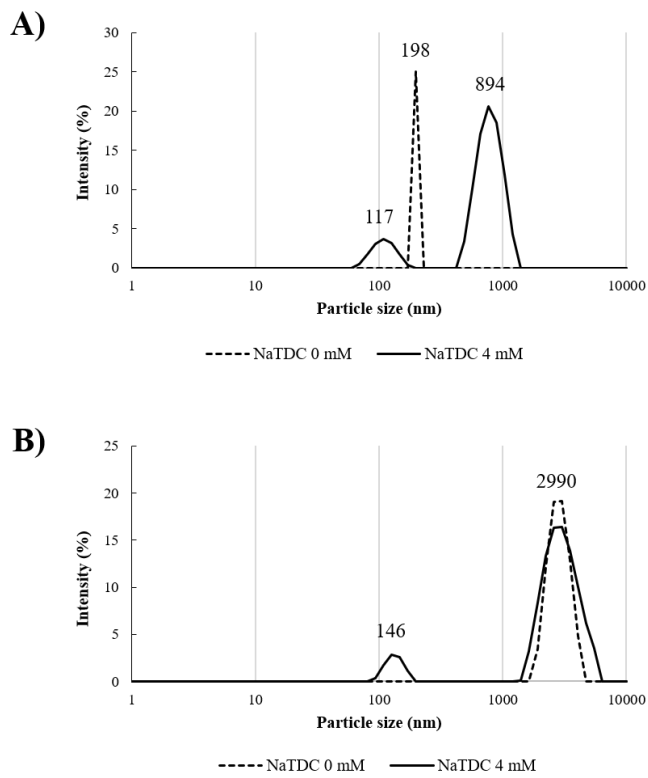 A)
198
894
117
30
25
20
15
10
5
0
Intensity (%)
1 10 100 1000 10000
Particle size (nm)
NaTDC 0 mM NaTDC 4 mM
B)
2990
146
25
20
15
10
5
0
Intensity (%)
1 10 100 1000 10000
Particle size (nm)
NaTDC 0 mM NaTDC 4 mM